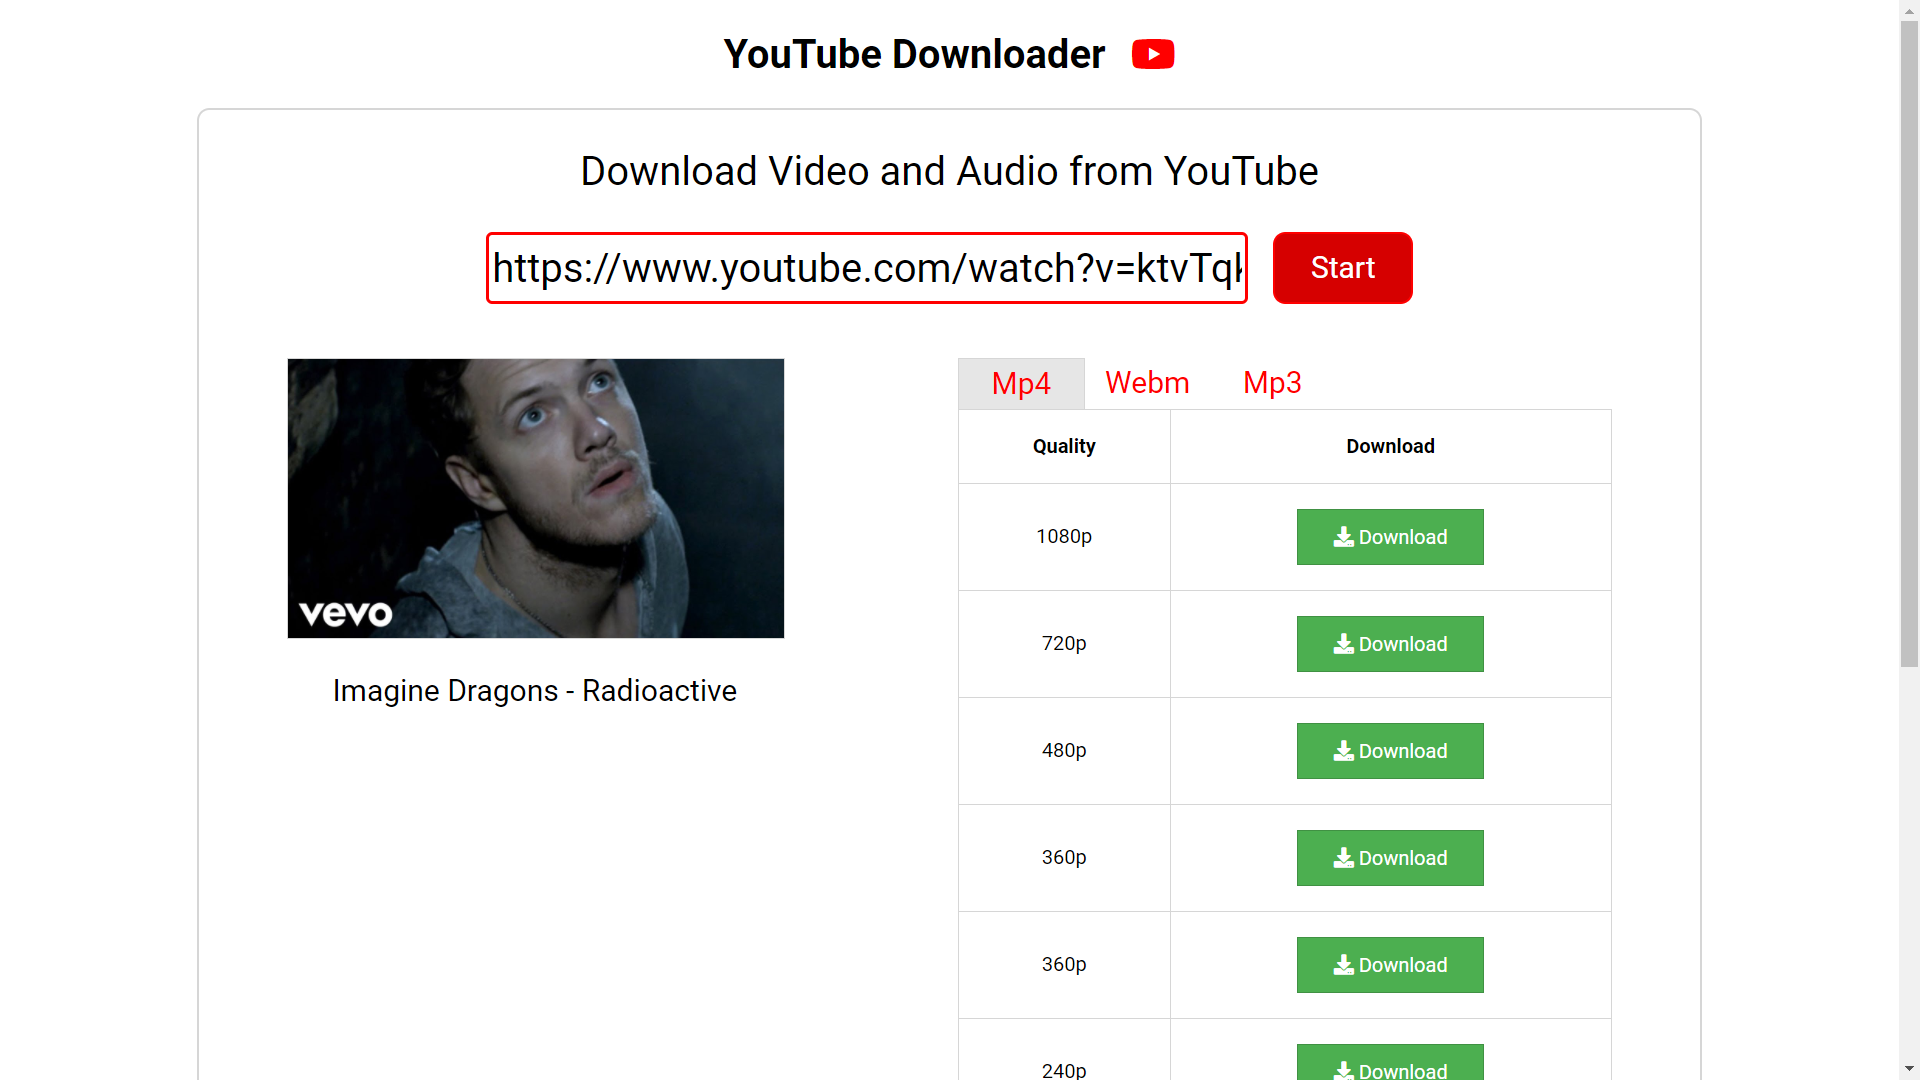 YouTube Downloader
Download Video and Audio from YouTube
https://www.youtube.com/watch?v=ktvTqk
Start
vevo
Imagine Dragons - Radioactive
Mp4 Webm Mp3
Quality Download
1080p Download
720p Download
480p Download
360p Download
360p Download
240p Download